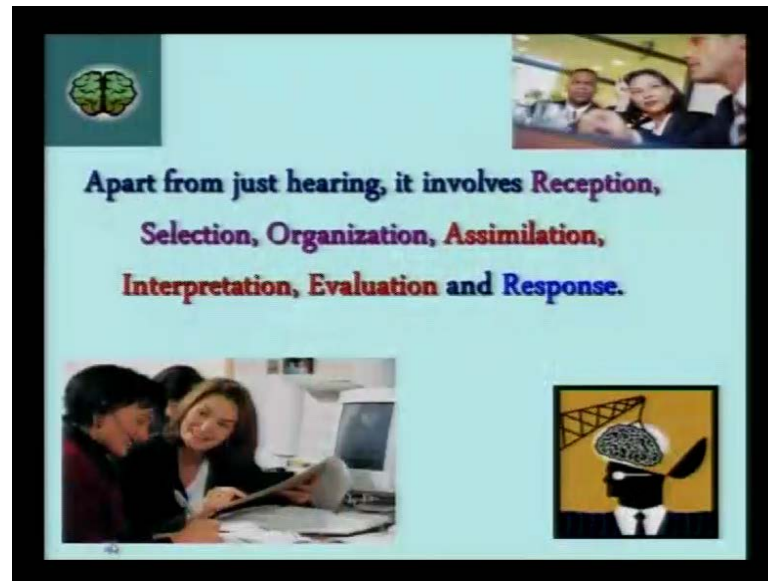 Apart from just hearing, it involves Reception,
Selection, Organization, Assimilation,
Interpretation, Evaluation and Response.